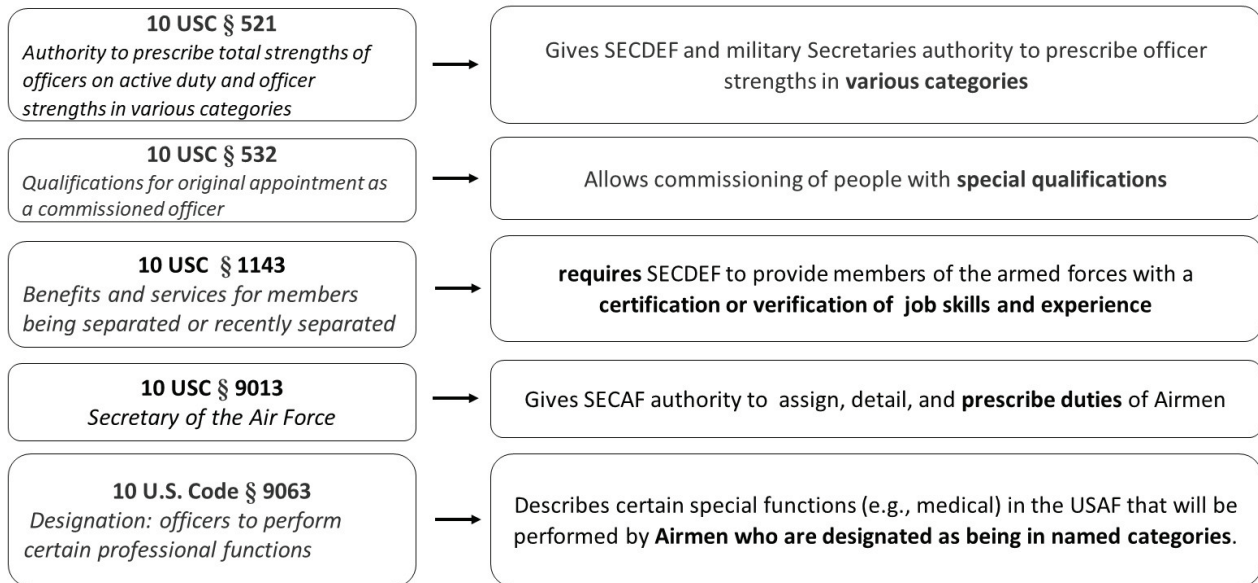 10 USC § 521
Authority to prescribe total strengths of
officers on active duty and officer
strengths in various categories
Gives SECDEF and military Secretaries authority to prescribe officer
strengths in various categories
10 USC § 532
Qualifications for original appointment as
a commissioned officer
Allows commissioning of people with special qualifications
10 USC § 1143
Benefits and services for members
being separated or recently separated
requires SECDEF to provide members of the armed forces with a
certification or verification of job skills and experience
10 USC § 9013
Secretary of the Air Force
Gives SECAF authority to assign, detail, and prescribe duties of Airmen
10 U.S. Code § 9063
Designation: officers to perform
certain professional functions
Describes certain special functions (e.g., medical) in the USAF that will be
performed by Airmen who are designated as being in named categories.